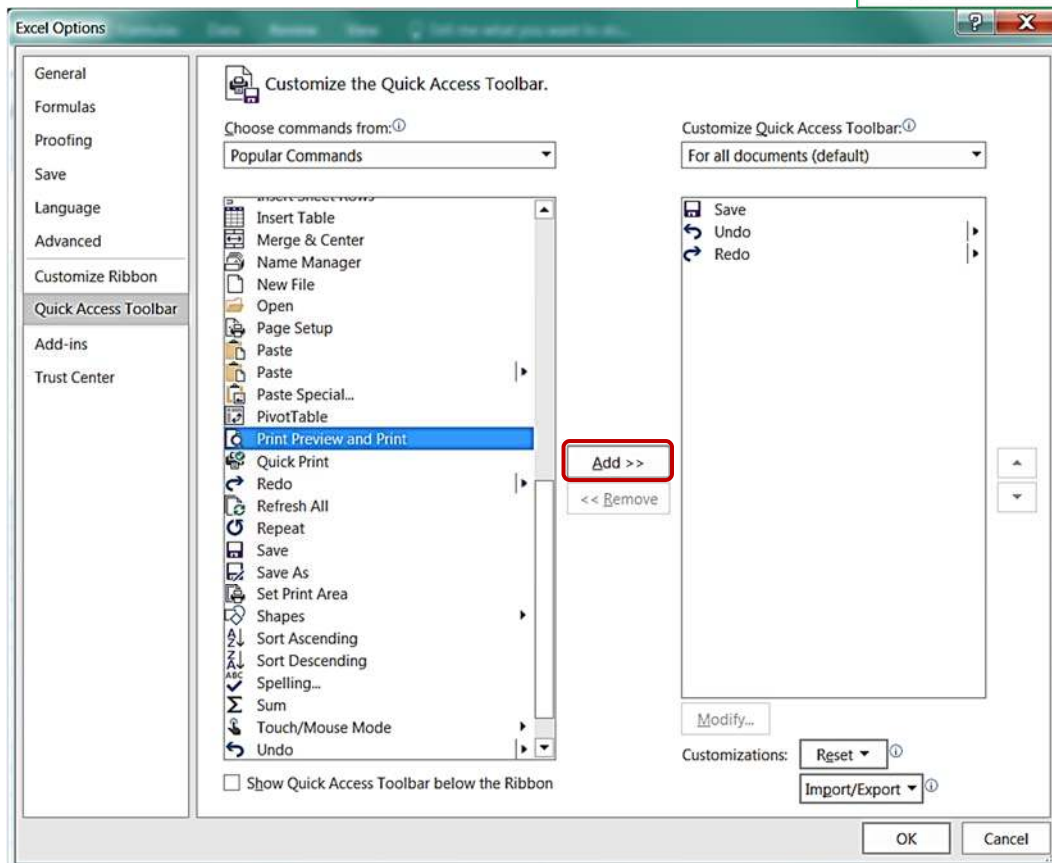 Excel Options
General
Formulas
Proofing
Save
Language
Advanced
Customize Ribbon
Quick Access Toolbar
Add-ins
Trust Center
Customize the Quick Access Toolbar.
Choose commands from:
Popular Commands
Insert Sheet Rows
Insert Table
Merge & Center
Name Manager
New File
Open
Page Setup
Paste
Paste
Paste Special...
PivotTable
Print Preview and Print
Quick Print
Redo
Refresh All
Repeat
Save
Save As
Set Print Area
Shapes
Sort Ascending
Sort Descending
Spelling...
Sum
Touch/Mouse Mode
Undo
Show Quick Access Toolbar below the Ribbon
Add >>
<< Remove
Customize Quick Access Toolbar:
For all documents (default)
Save
Undo
Redo
Modify...
Customizations:
Reset
Import/Export
OK
Cancel